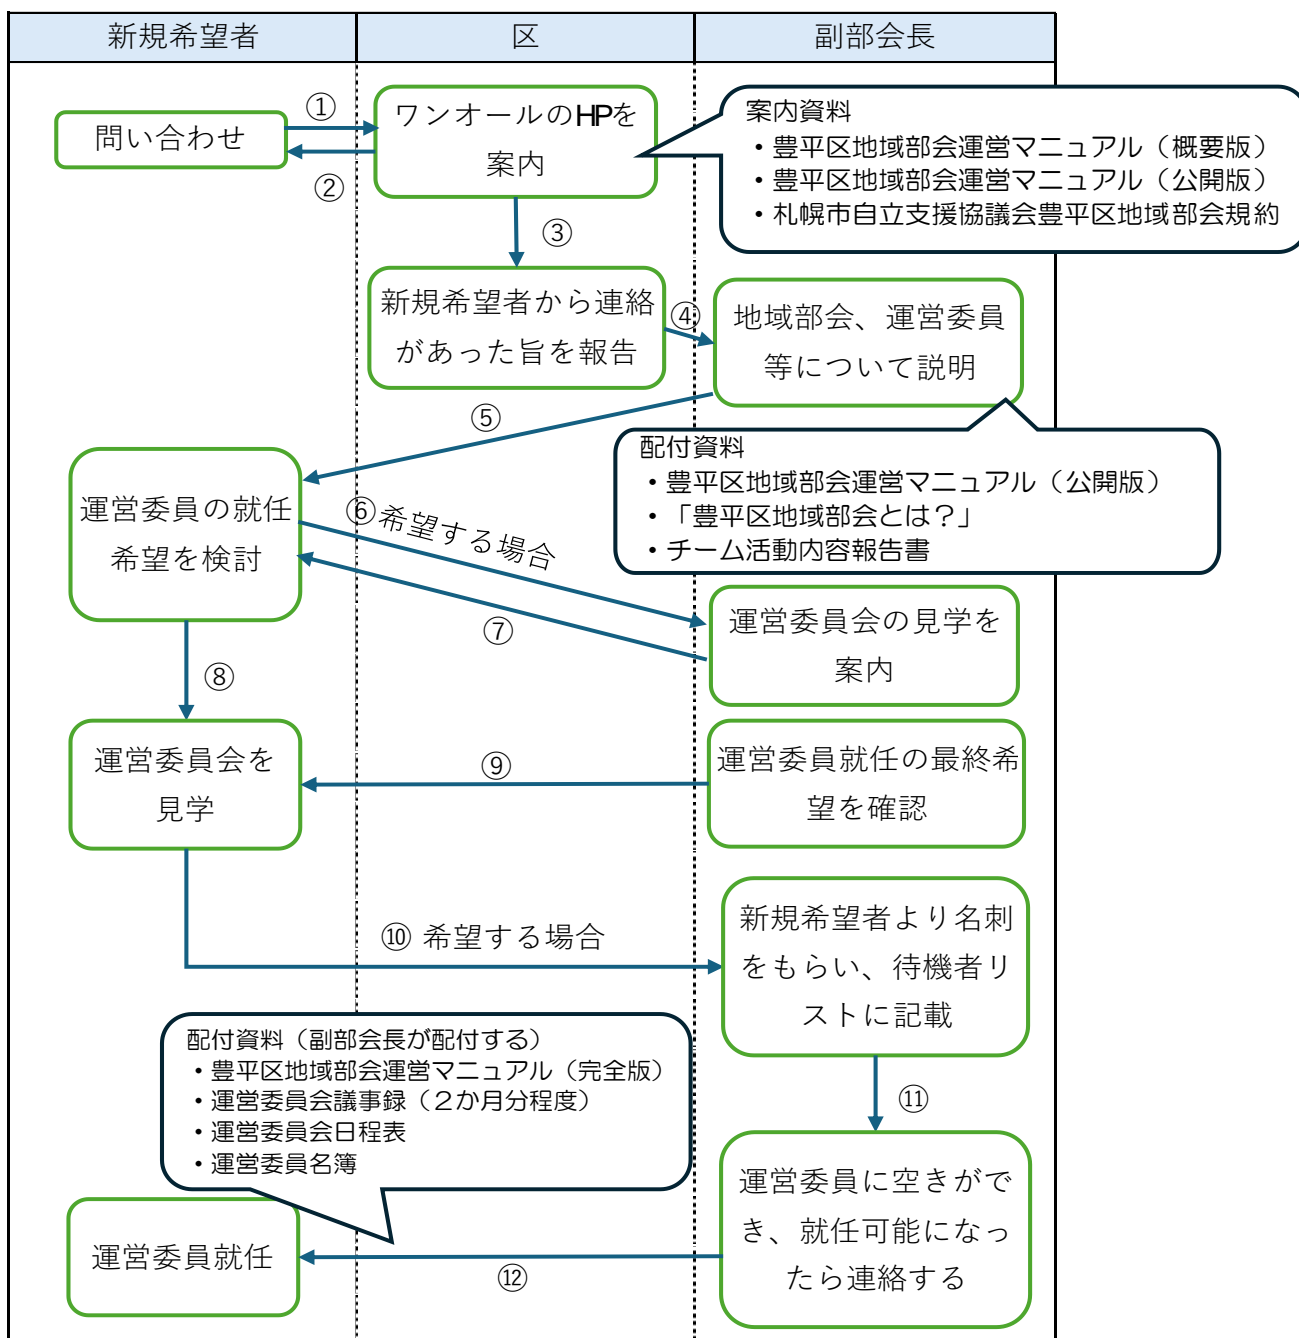 新規希望者
区
副部会長
問い合わせ
①
②
ワンオールのHPを
案内
案内資料
・豊平区地域部会運営マニュアル（概要版）
・豊平区地域部会運営マニュアル（公開版）
・札幌市自立支援協議会豊平区地域部会規約
③
新規希望者から連絡
があった旨を報告
④
地域部会、運営委員
等について説明
⑤
配付資料
・豊平区地域部会運営マニュアル（公開版）
・「豊平区地域部会とは？」
・チーム活動内容報告書
運営委員の就任
希望を検討
⑥希望する場合
⑦
運営委員会の見学を
案内
⑧
運営委員会を
見学
⑨
運営委員就任の最終希
望を確認
⑩ 希望する場合
新規希望者より名刺
をもらい、待機者リ
ストに記載
⑪
配付資料（副部会長が配付する）
・豊平区地域部会運営マニュアル（完全版）
・運営委員会議事録（２か月分程度）
・運営委員会日程表
・運営委員名簿
運営委員に空きがで
き、就任可能になっ
たら連絡する
⑫
運営委員就任